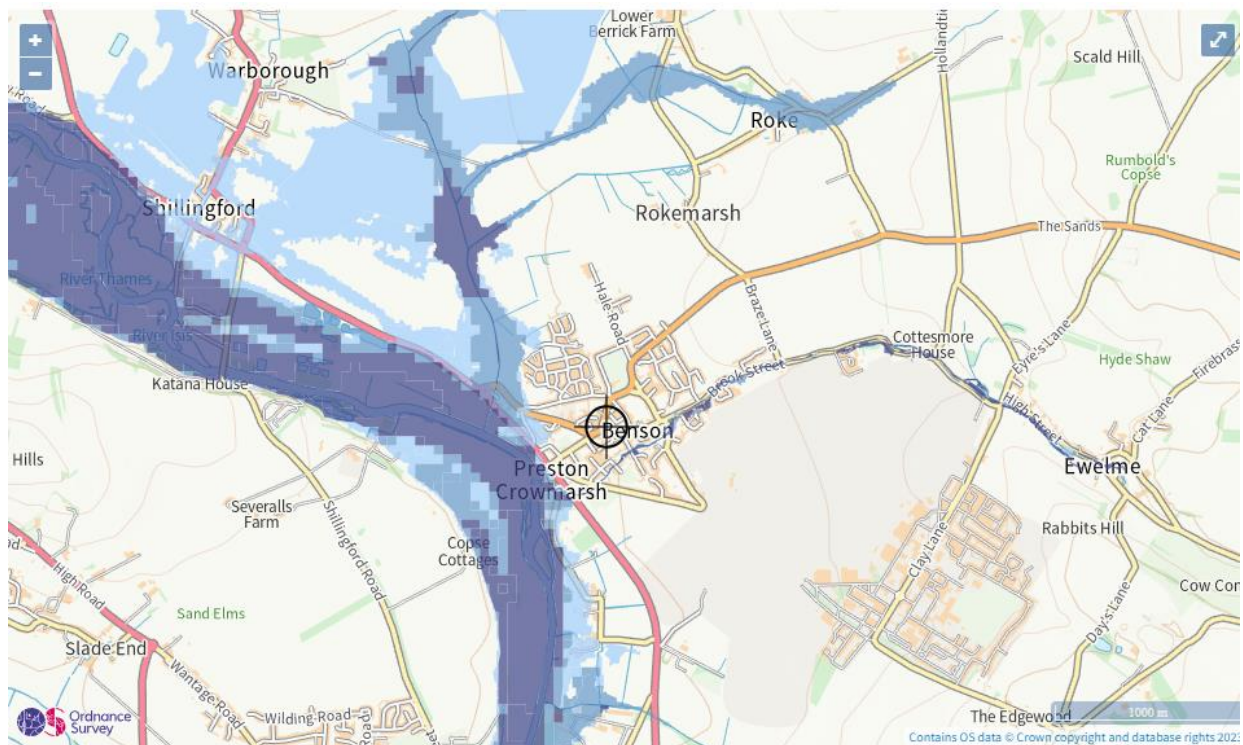 +
−
Lower
Berrick Farm
Hollandtic
Scald Hill
Warborough
Road
Roke
Rumbold's
Copse
Shillingford
Rokemarsh
The Sands
River Thames
Hale Road
Braze Lane
River Isis
Cottesmore
House
Eyre's Lane
Hyde Shaw
Firebrass
Katana House
Brook Street
High Street
Cat Lane
Benson
Hills
Preston
Crowmarsh
Ewelme
Severalls
Farm
Shillingford Road
Copse
Cottages
Rabbits Hill
Clay Lane
High Road
Sand Elms
Day's Lane
Cow Com
Slade End
Wantage Road
Wilding Road
Road
Ordnance
Survey
The Edgewood
1000 m
Contains OS data © Crown copyright and database rights 2023